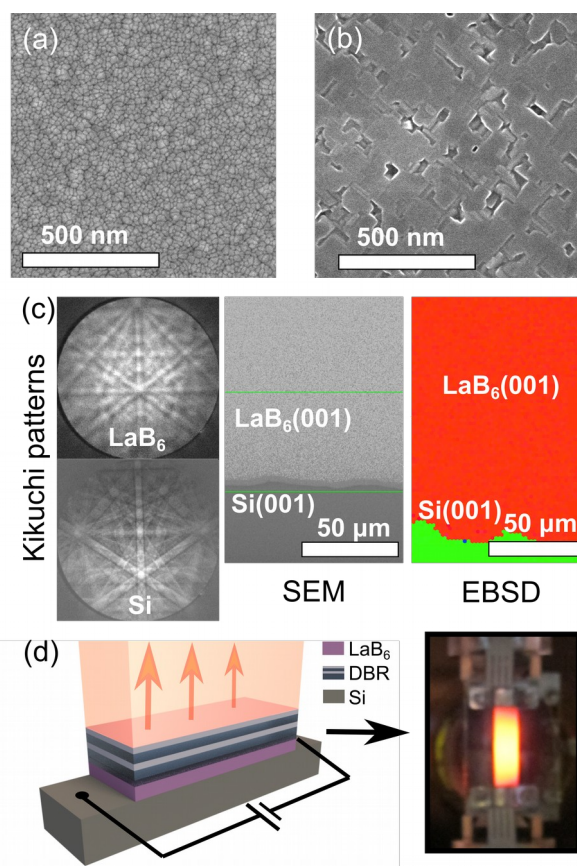 (a)
500 nm
(b)
500 nm
(c)
Kikuchi patterns
LaB₆
Si
LaB₆(001)
Si(001)
50 µm
SEM
LaB₆(001)
Si(001)
50 µm
EBSD
(d)
LaB₆
DBR
Si